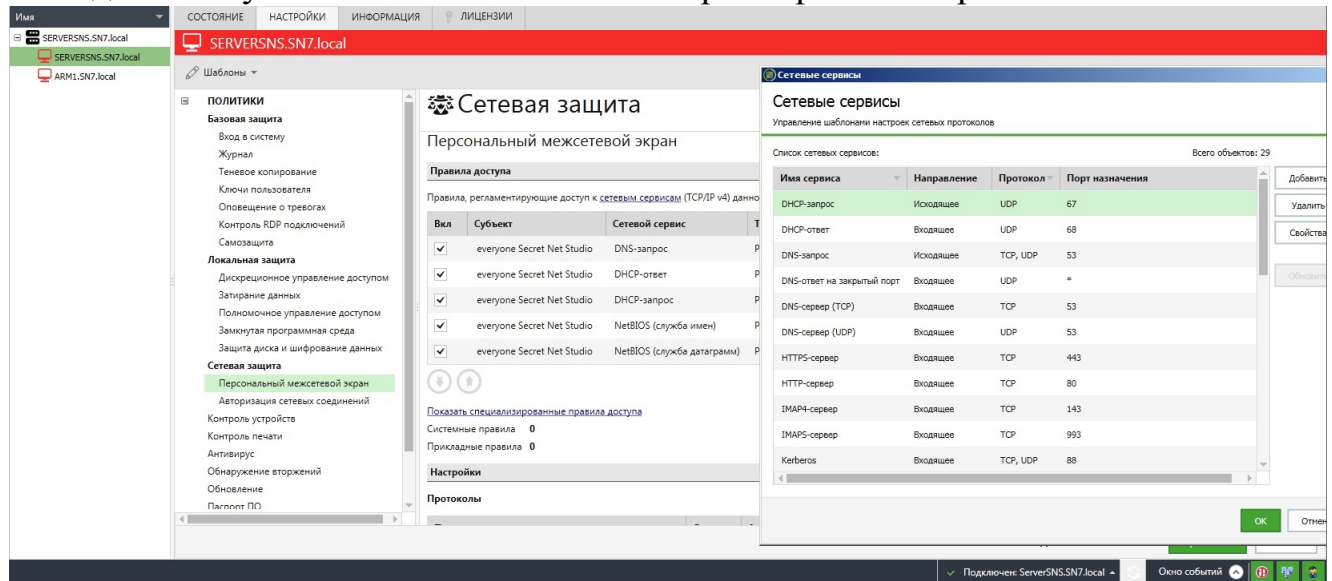 Имя
SERVERSNS.SN7.local
SERVERSNS.SN7.local
ARM1.SN7.local
СОСТОЯНИЕ НАСТРОЙКИ ИНФОРМАЦИЯ ЛИЦЕНЗИИ
SERVERSNS.SN7.local
Шаблоны
ПОЛИТИКИ
Базовая защита
Вход в систему
Журнал
Теневое копирование
Ключи пользователя
Оповещение о тревогах
Контроль RDP подключений
Самозащита
Локальная защита
Дискреционное управление доступом
Затирание данных
Полномочное управление доступом
Замкнутая программная среда
Защита диска и шифрование данных
Сетевая защита
Персональный межсетевой экран
Авторизация сетевых соединений
Контроль устройств
Контроль печати
Антивирус
Обнаружение вторжений
Обновление
Паспорт ПО
Сетевая защита
Персональный межсетевой экран
Правила доступа
Правила, регламентирующие доступ к сетевым сервисам (TCP/IP v4) данно
Вкл Субъект Сетевой сервис Т
everyone Secret Net Studio DNS-запрос Р
everyone Secret Net Studio DHCP-ответ Р
everyone Secret Net Studio DHCP-запрос Р
everyone Secret Net Studio NetBIOS (служба имен) Р
everyone Secret Net Studio NetBIOS (служба датаграмм) Р
Показать специализированные правила доступа
Системные правила 0
Прикладные правила 0
Настройки
Протоколы
Сетевые сервисы
Сетевые сервисы
Управление шаблонами настроек сетевых протоколов
Список сетевых сервисов: Всего объектов: 29
Имя сервиса Направление Протокол Порт назначения
DHCP-запрос Исходящее UDP 67
DHCP-ответ Входящее UDP 68
DNS-запрос Исходящее TCP, UDP 53
DNS-ответ на закрытый порт Входящее UDP *
DNS-сервер (TCP) Входящее TCP 53
DNS-сервер (UDP) Входящее UDP 53
HTTPS-сервер Входящее TCP 443
HTTP-сервер Входящее TCP 80
IMAP4-сервер Входящее TCP 143
IMAPS-сервер Входящее TCP 993
Kerberos Входящее TCP, UDP 88
Добавить
Удалить
Свойства
Обновить
OK Отмен
Подключен: ServerSNS.SN7.local Окно событий